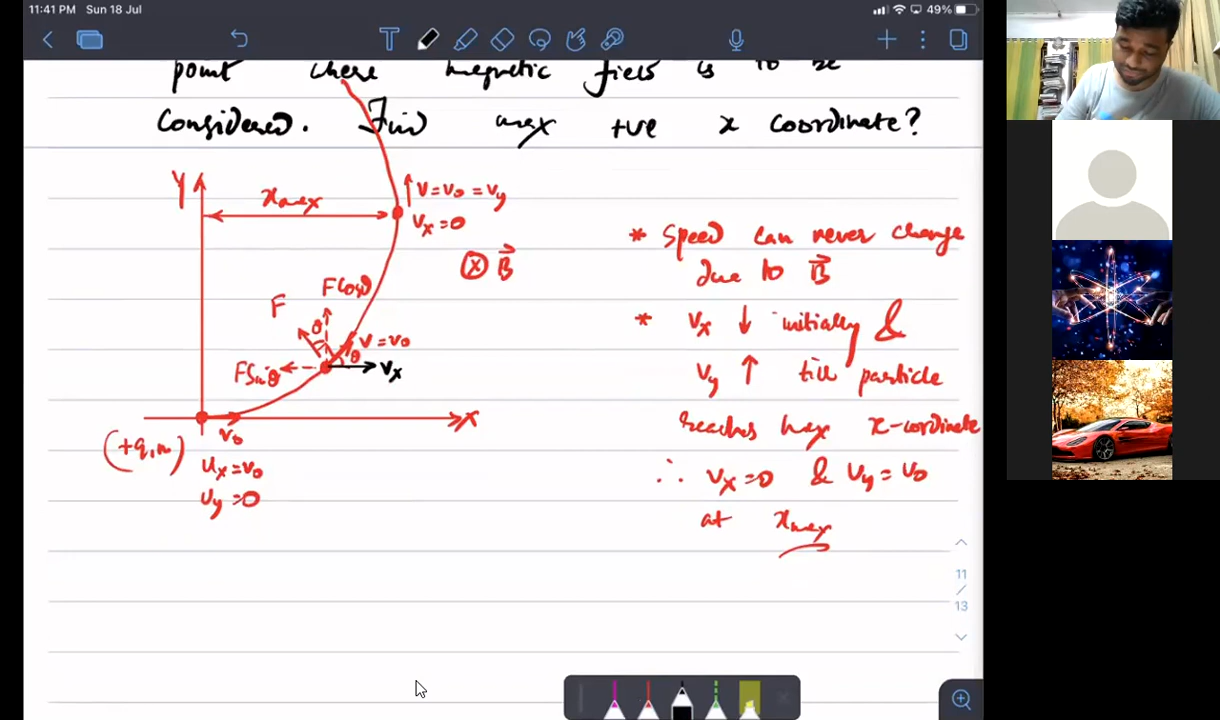 11:41 PM Sun 18 Jul
49%
point where magnetic field is to be
considered. Find max +ve x coordinate?
Y
xmax
V = v₀ = vy
vx = 0
⊗ B⃗
F cosθ
F
θ
V = v₀
θ
F sinθ
vx
X
v₀
(+q, m)
ux = v₀
uy = 0
* Speed can never change
due to B⃗
* vx ↓ initially &
vy ↑ till particle
reaches max x-coordinate
∴ vx = 0 & vy = v₀
at xmax
11
/
13